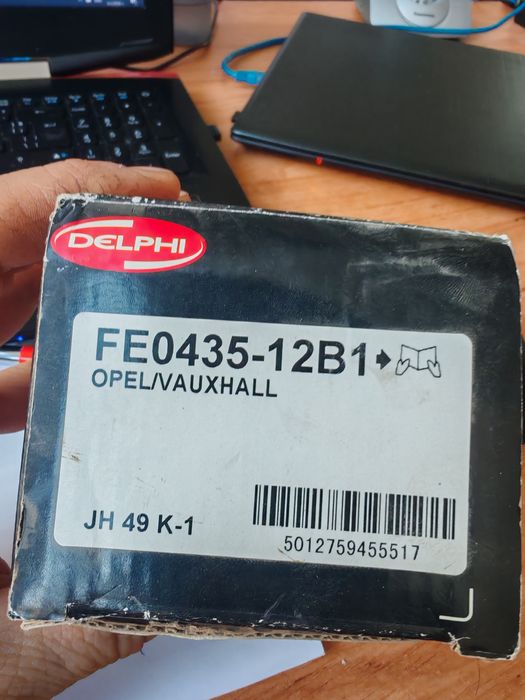 DELPHI
FE0435-12B1
OPEL/VAUXHALL
JH 49 K-1
5012759455517